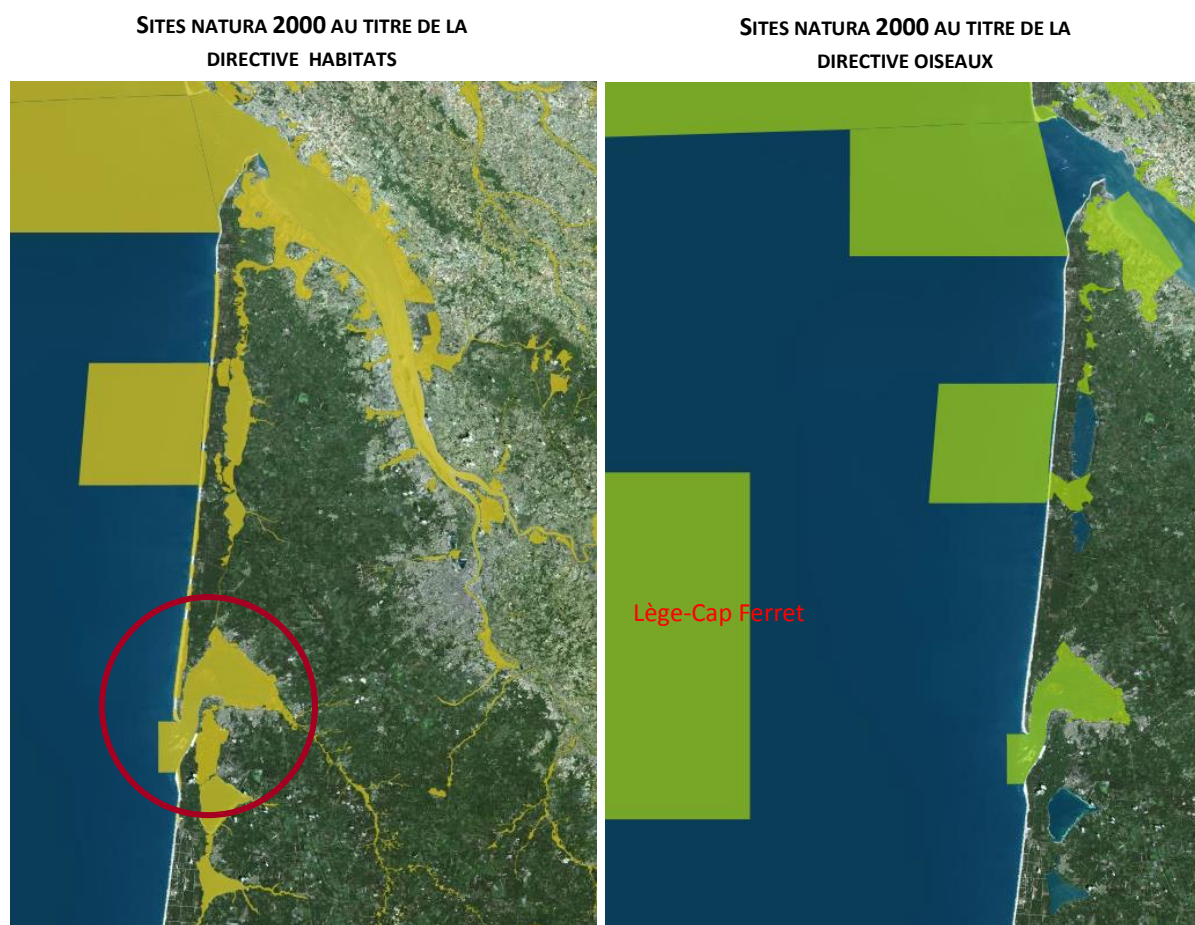 SITES NATURA 2000 AU TITRE DE LA
DIRECTIVE HABITATS
SITES NATURA 2000 AU TITRE DE LA
DIRECTIVE OISEAUX
Lège-Cap Ferret